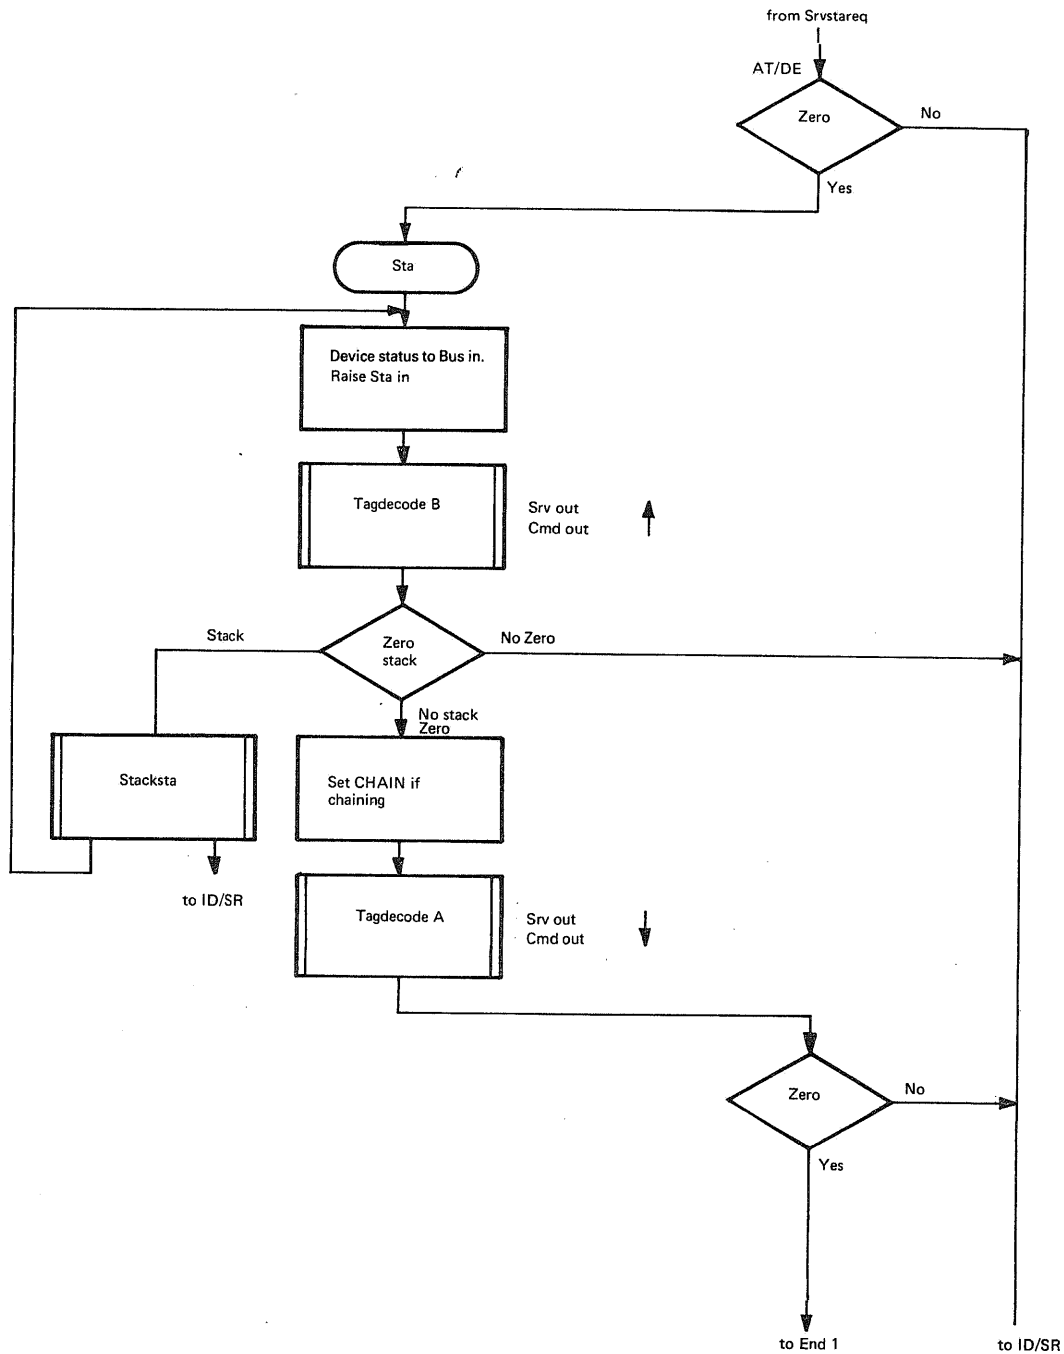 from Srvstareq
AT/DE
Zero
No
Yes
Sta
Device status to Bus in.
Raise Sta in
Tagdecode B
Srv out
Cmd out
Stack
Zero
stack
No Zero
No stack
Zero
Stacksta
Set CHAIN if
chaining
to ID/SR
Tagdecode A
Srv out
Cmd out
Zero
No
Yes
to End 1
to ID/SR